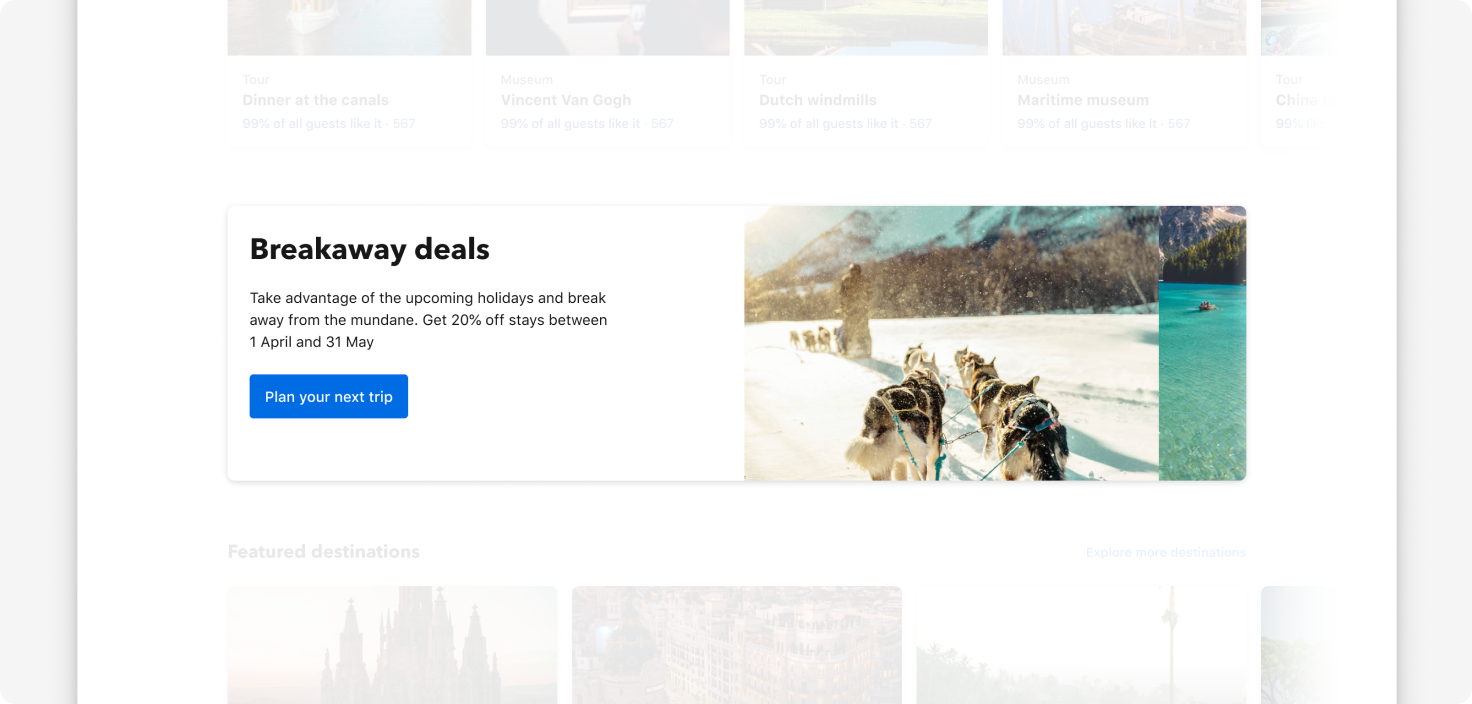 Tour
Dinner at the canals
99% of all guests like it · 567
Museum
Vincent Van Gogh
99% of all guests like it · 567
Tour
Dutch windmills
99% of all guests like it · 567
Museum
Maritime museum
99% of all guests like it · 567
Tour
China
99%
Breakaway deals
Take advantage of the upcoming holidays and break
away from the mundane. Get 20% off stays between
1 April and 31 May
Plan your next trip
Featured destinations
Explore more destinations